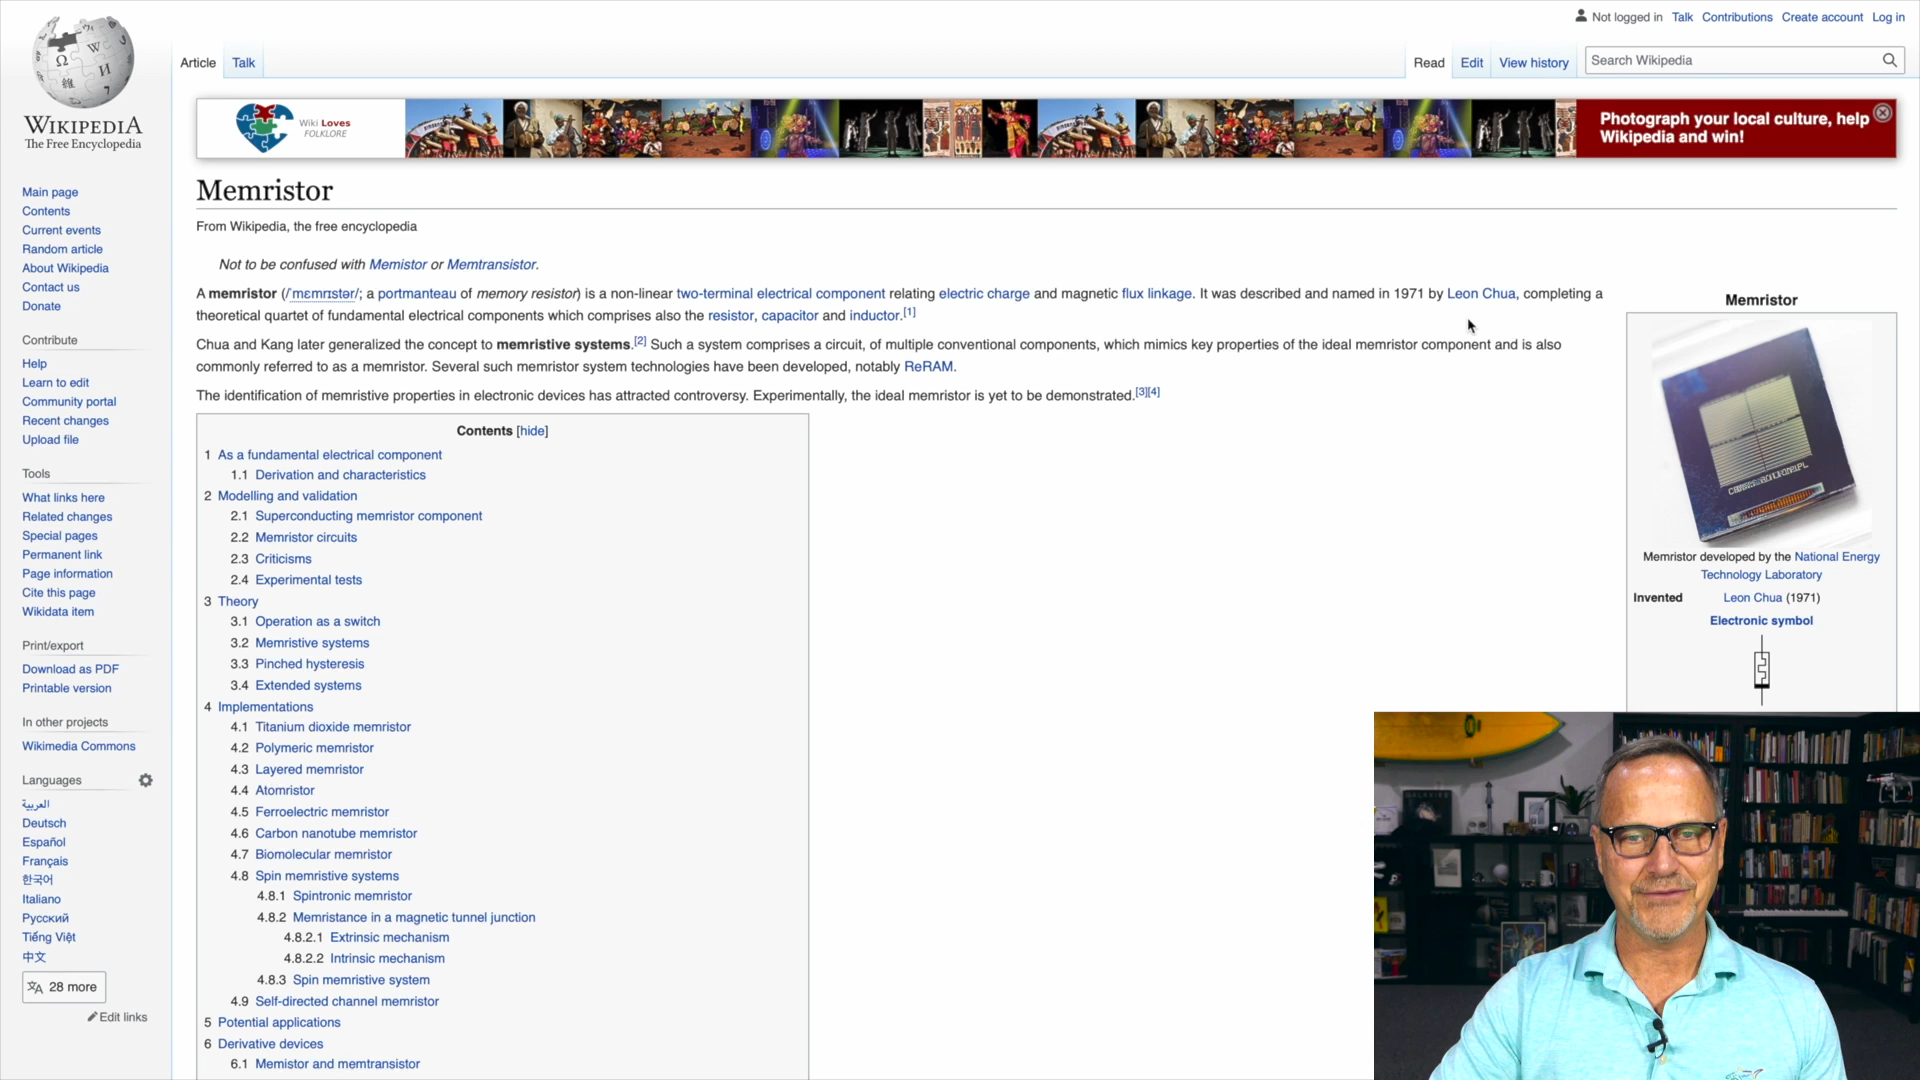 Not logged in Talk Contributions Create account Log in
WIKIPEDIA
The Free Encyclopedia
Article Talk
Read Edit View history Search Wikipedia
Wiki Loves
FOLKLORE
Photograph your local culture, help
Wikipedia and win!
Main page
Contents
Current events
Random article
About Wikipedia
Contact us
Donate
Contribute
Help
Learn to edit
Community portal
Recent changes
Upload file
Tools
What links here
Related changes
Special pages
Permanent link
Page information
Cite this page
Wikidata item
Print/export
Download as PDF
Printable version
In other projects
Wikimedia Commons
Languages
العربية
Deutsch
Español
Français
한국어
Italiano
Русский
Tiếng Việt
中文
28 more
Edit links
Memristor
From Wikipedia, the free encyclopedia
Not to be confused with Memistor or Memtransistor.
A memristor (/ˈmɛmrɪstər/; a portmanteau of memory resistor) is a non-linear two-terminal electrical component relating electric charge and magnetic flux linkage. It was described and named in 1971 by Leon Chua, completing a
theoretical quartet of fundamental electrical components which comprises also the resistor, capacitor and inductor.[1]
Chua and Kang later generalized the concept to memristive systems.[2] Such a system comprises a circuit, of multiple conventional components, which mimics key properties of the ideal memristor component and is also
commonly referred to as a memristor. Several such memristor system technologies have been developed, notably ReRAM.
The identification of memristive properties in electronic devices has attracted controversy. Experimentally, the ideal memristor is yet to be demonstrated.[3][4]
Contents [hide]
1 As a fundamental electrical component
1.1 Derivation and characteristics
2 Modelling and validation
2.1 Superconducting memristor component
2.2 Memristor circuits
2.3 Criticisms
2.4 Experimental tests
3 Theory
3.1 Operation as a switch
3.2 Memristive systems
3.3 Pinched hysteresis
3.4 Extended systems
4 Implementations
4.1 Titanium dioxide memristor
4.2 Polymeric memristor
4.3 Layered memristor
4.4 Atomristor
4.5 Ferroelectric memristor
4.6 Carbon nanotube memristor
4.7 Biomolecular memristor
4.8 Spin memristive systems
4.8.1 Spintronic memristor
4.8.2 Memristance in a magnetic tunnel junction
4.8.2.1 Extrinsic mechanism
4.8.2.2 Intrinsic mechanism
4.8.3 Spin memristive system
4.9 Self-directed channel memristor
5 Potential applications
6 Derivative devices
6.1 Memistor and memtransistor
Memristor
Memristor developed by the National Energy
Technology Laboratory
Invented Leon Chua (1971)
Electronic symbol